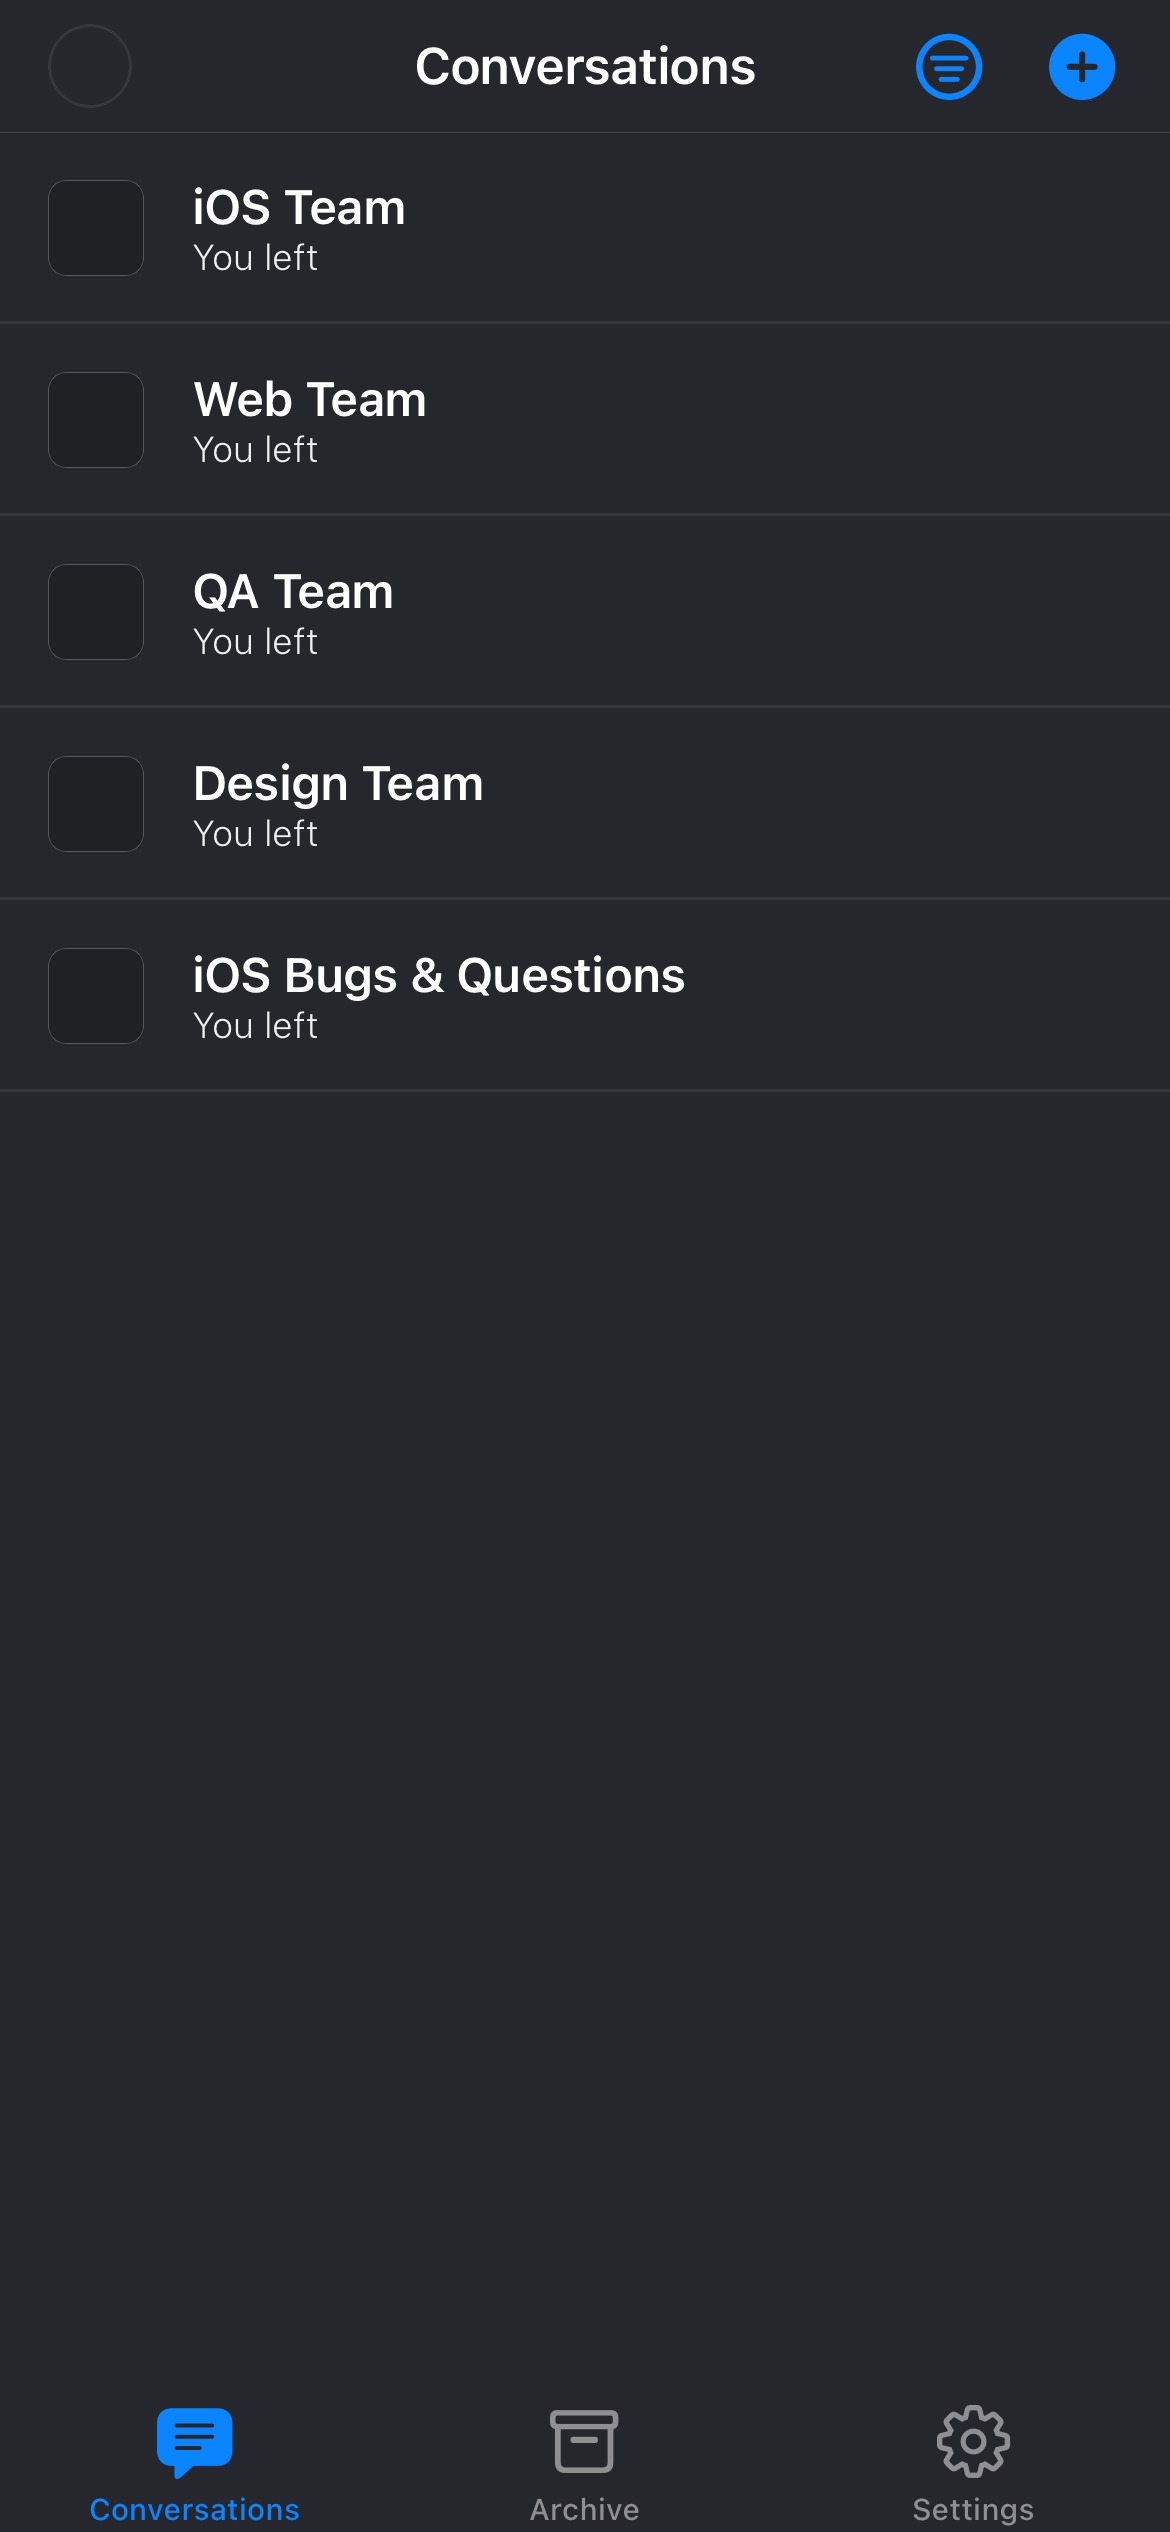 Conversations
iOS Team
You left
Web Team
You left
QA Team
You left
Design Team
You left
iOS Bugs & Questions
You left
Conversations
Archive
Settings